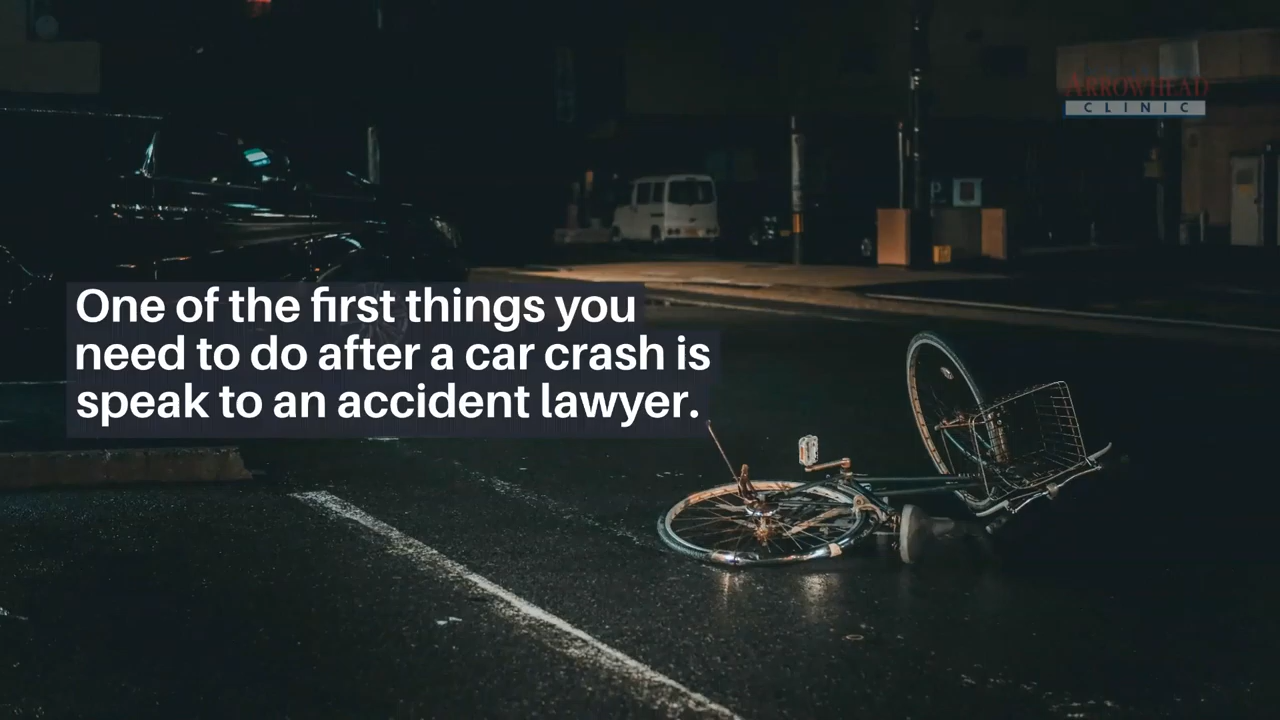 ARROWHEAD
CLINIC
One of the first things you
need to do after a car crash is
speak to an accident lawyer.
P